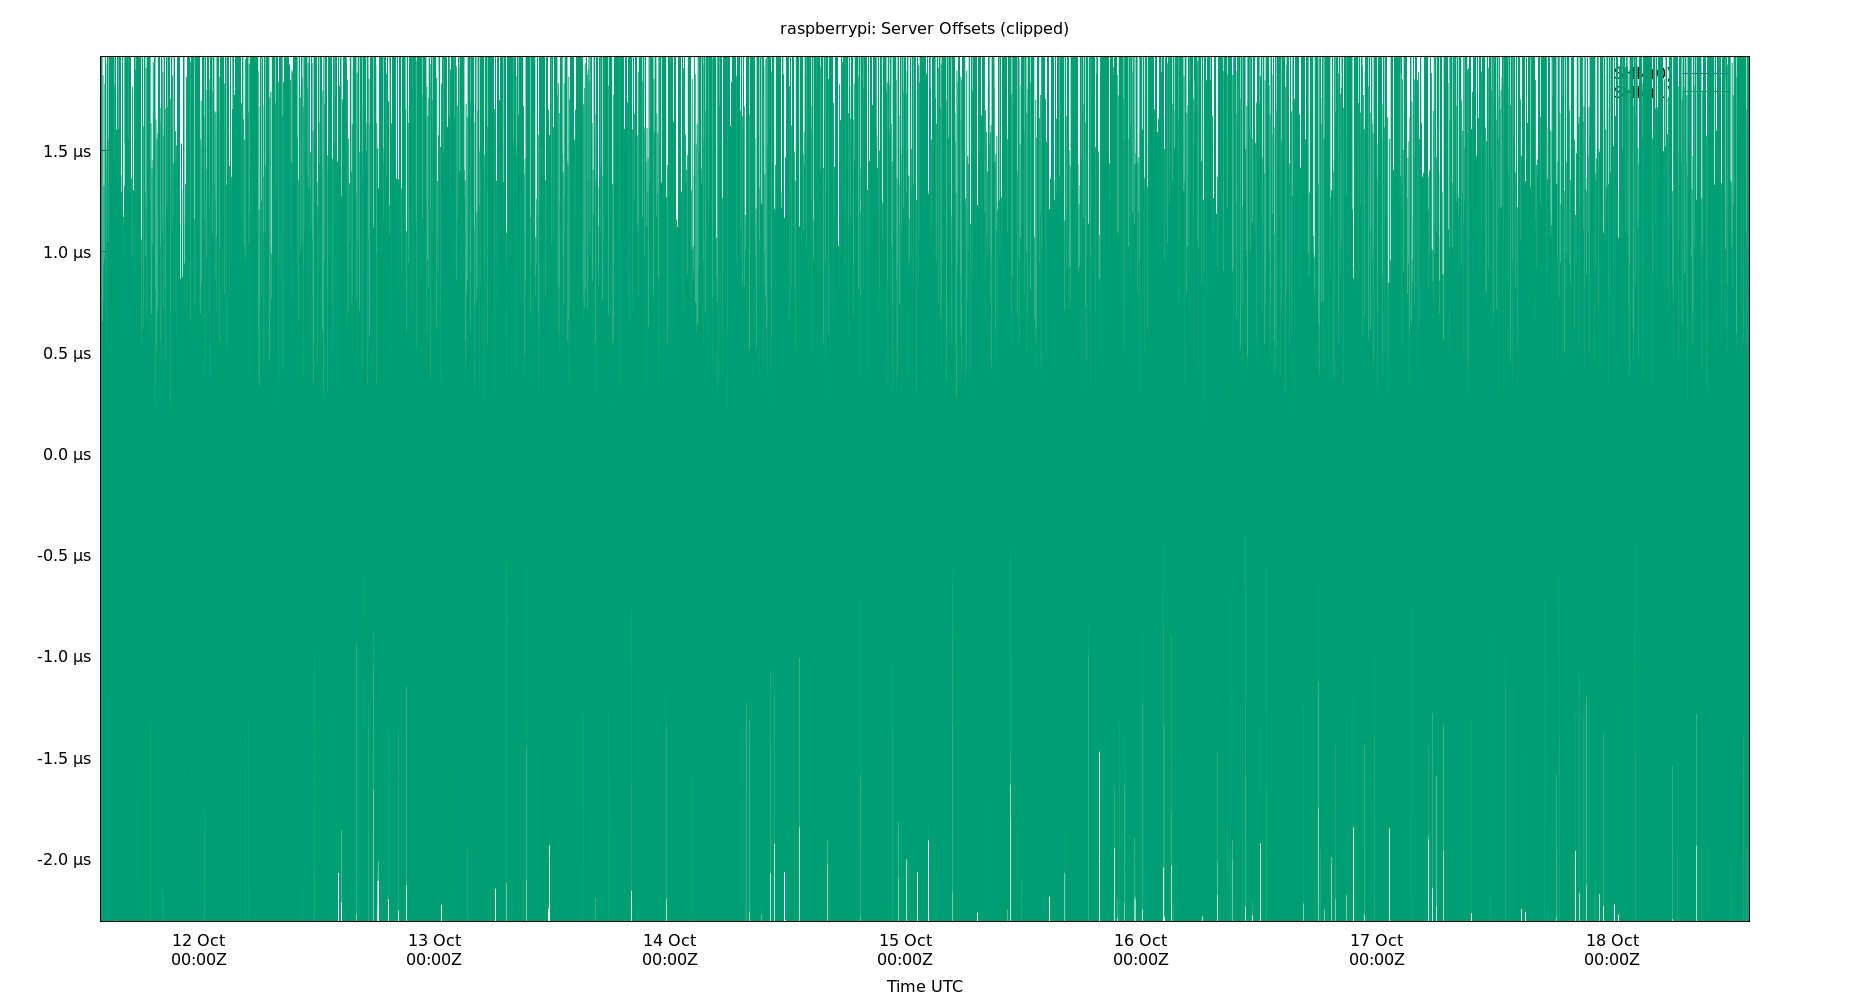 raspberrypi: Server Offsets (clipped)
1.5 µs
1.0 µs
0.5 µs
0.0 µs
-0.5 µs
-1.0 µs
-1.5 µs
-2.0 µs
12 Oct
00:00Z
13 Oct
00:00Z
14 Oct
00:00Z
15 Oct
00:00Z
16 Oct
00:00Z
17 Oct
00:00Z
18 Oct
00:00Z
Time UTC